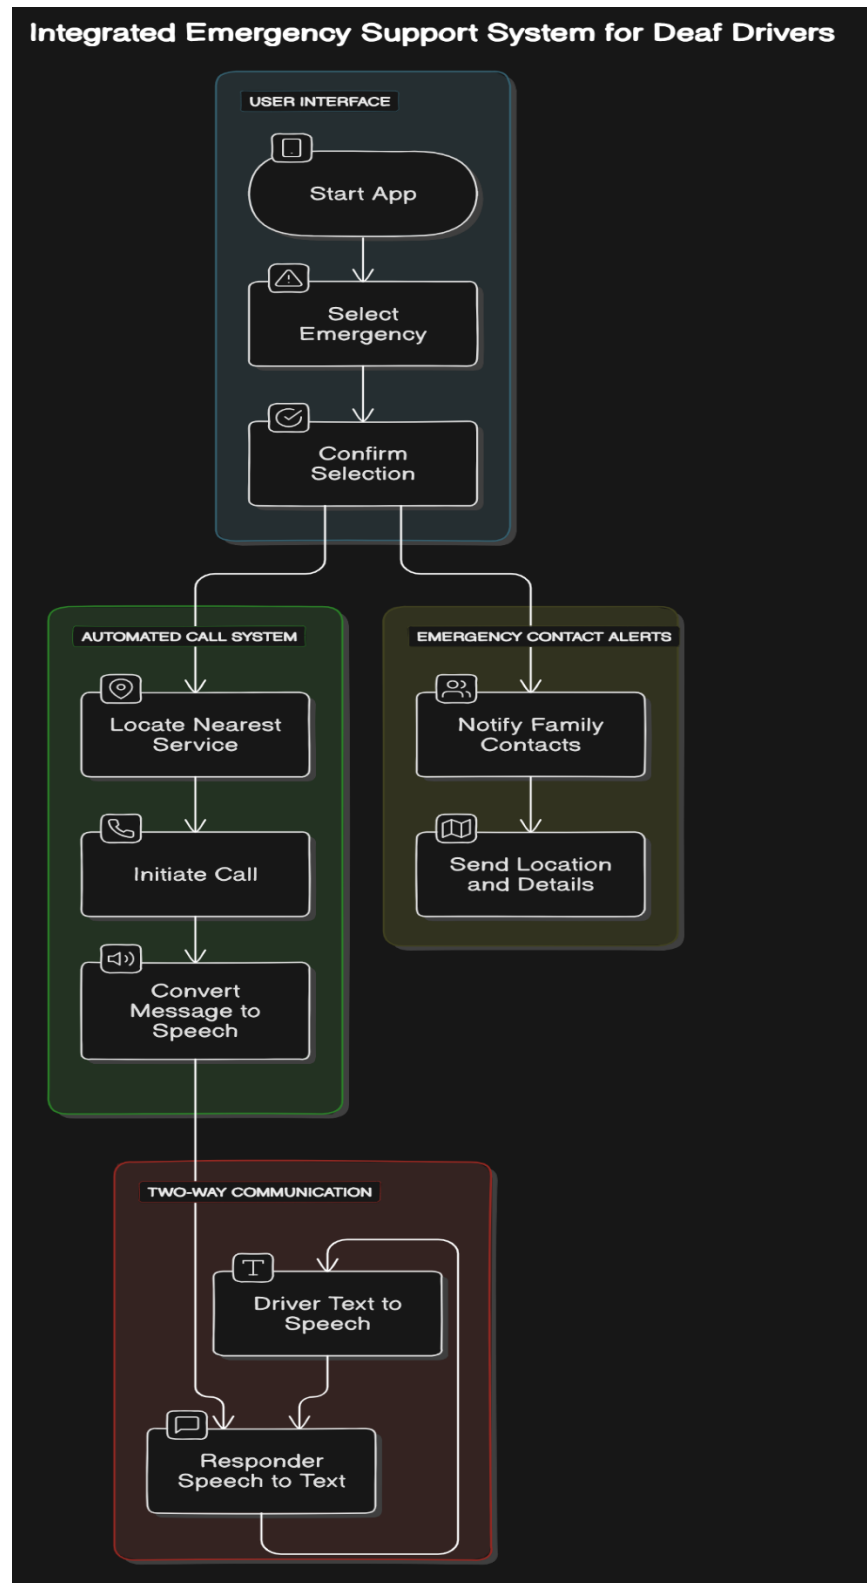 Integrated Emergency Support System for Deaf Drivers
USER INTERFACE
Start App
Select
Emergency
Confirm
Selection
AUTOMATED CALL SYSTEM
Locate Nearest
Service
Initiate Call
Convert
Message to
Speech
EMERGENCY CONTACT ALERTS
Notify Family
Contacts
Send Location
and Details
TWO-WAY COMMUNICATION
T
Driver Text to
Speech
Responder
Speech to Text